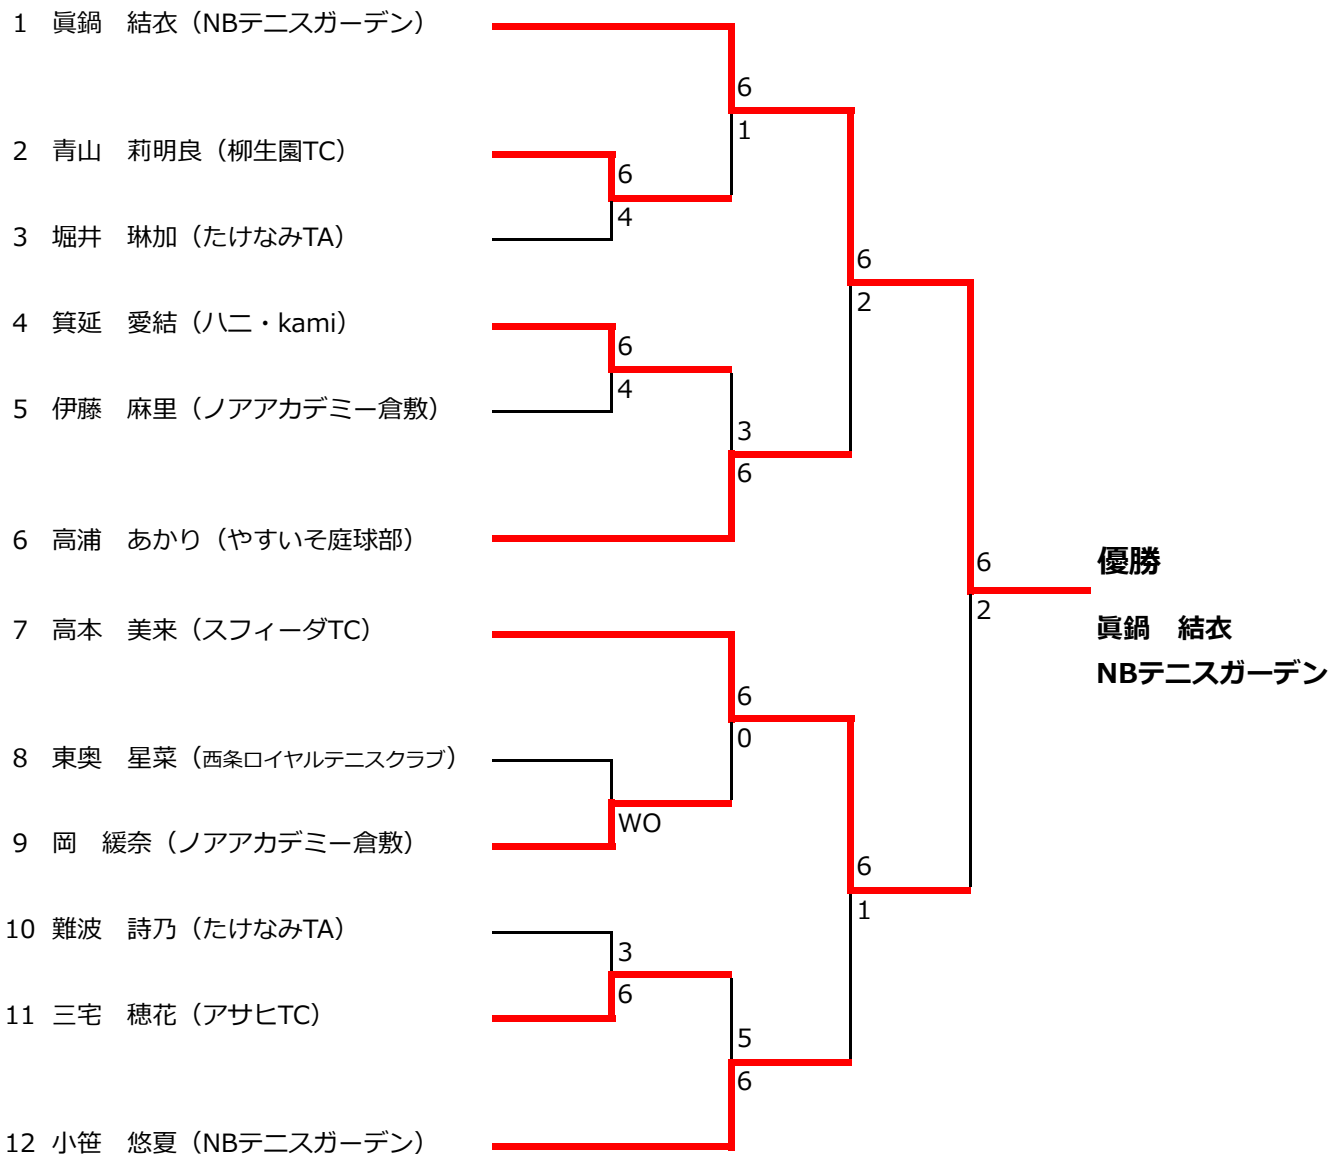 1 眞鍋　結衣（NBテニスガーデン）
6
1
2 青山　莉明良（柳生園TC）
6
4
3 堀井　琳加（たけなみTA）
6
2
4 箕延　愛結（ハニ・kami）
6
4
5 伊藤　麻里（ノアアカデミー倉敷）
3
6
6 高浦　あかり（やすいそ庭球部）
6
2
優勝
眞鍋　結衣
NBテニスガーデン
7 高本　美来（スフィーダTC）
6
0
8 東奥　星菜（西条ロイヤルテニスクラブ）
WO
9 岡　緩奈（ノアアカデミー倉敷）
6
1
10 難波　詩乃（たけなみTA）
3
6
11 三宅　穂花（アサヒTC）
5
6
12 小笹　悠夏（NBテニスガーデン）